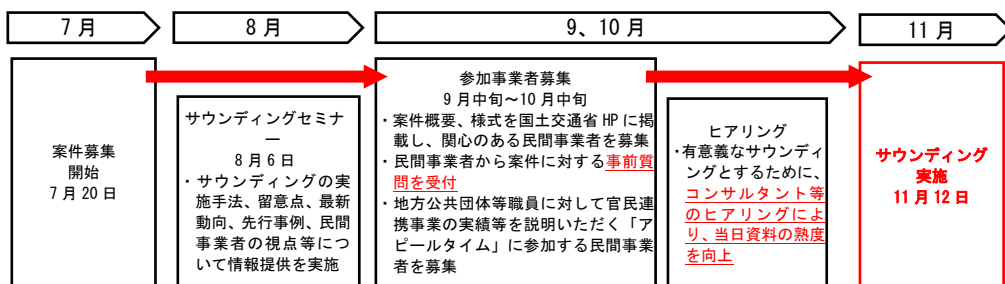 7月
8月
9、10月
11月
案件募集
開始
7月20日
サウンディングセミナ
ー
8月6日
・サウンディングの実
施手法、留意点、最新
動向、先行事例、民間
事業者の視点等につ
いて情報提供を実施
参加事業者募集
9月中旬～10月中旬
・案件概要、様式を国土交通省HPに掲
載し、関心のある民間事業者を募集
・民間事業者から案件に対する事前質
問を受付
・地方公共団体等職員に対して官民連
携事業の実績等を説明いただく「ア
ピールタイム」に参加する民間事業
者を募集
ヒアリング
・有意義なサウンディ
ングとするために、
コンサルタント等
のヒアリングによ
り、当日資料の熟度
を向上
サウンディング
実施
11月12日